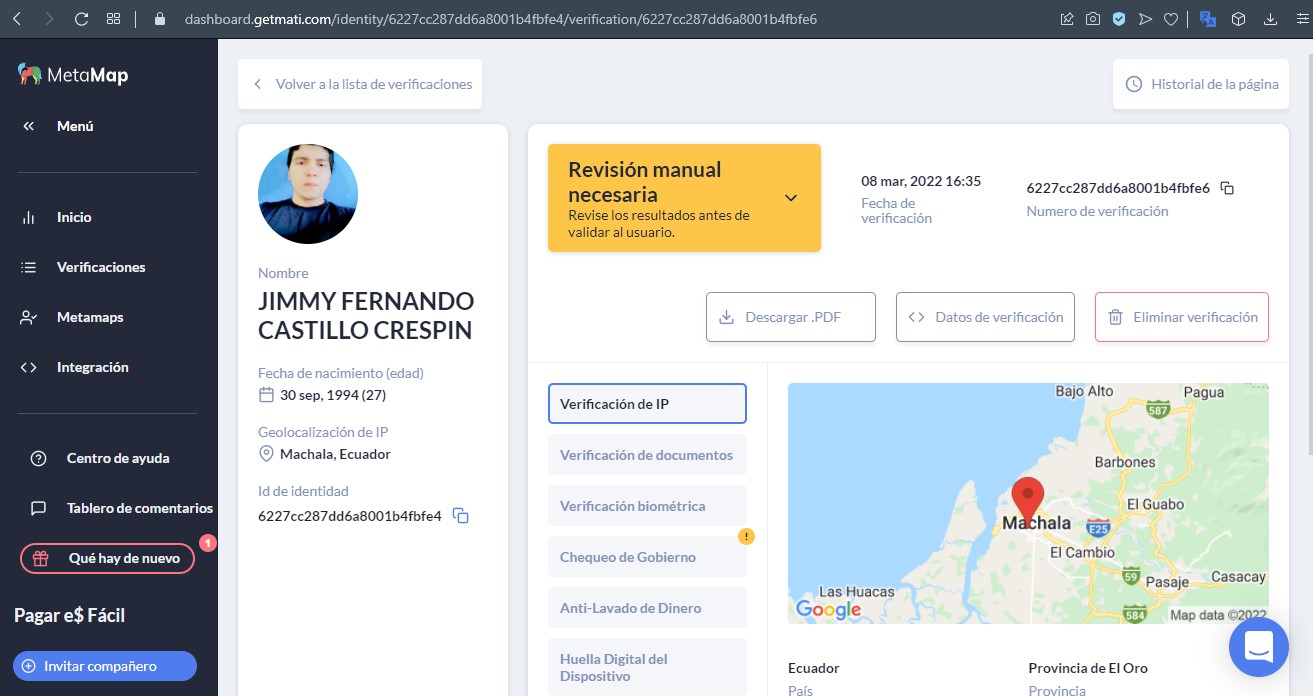 dashboard.getmati.com/identity/6227cc287dd6a8001b4fbfe4/verification/6227cc287dd6a8001b4fbfe6
MetaMap
Menú
Inicio
Verificaciones
Metamaps
Integración
Centro de ayuda
Tablero de comentarios
1
Qué hay de nuevo
Pagar e$ Fácil
Invitar compañero
Volver a la lista de verificaciones
Historial de la página
Nombre
JIMMY FERNANDO
CASTILLO CRESPIN
Fecha de nacimiento (edad)
30 sep, 1994 (27)
Geolocalización de IP
Machala, Ecuador
Id de identidad
6227cc287dd6a8001b4fbfe4
Revisión manual
necesaria
Revise los resultados antes de
validar al usuario.
08 mar, 2022 16:35
Fecha de
verificación
6227cc287dd6a8001b4fbfe6
Numero de verificación
Descargar .PDF
Datos de verificación
Eliminar verificación
Verificación de IP
Verificación de documentos
Verificación biométrica
!
Chequeo de Gobierno
Anti-Lavado de Dinero
Huella Digital del
Dispositivo
Bajo Alto
Pagua
587
Barbones
El Guabo
Machala
E25
El Cambio
59
Pasaje
Casacay
Las Huacas
584
Google
Map data ©2022
Ecuador
País
Provincia de El Oro
Provincia